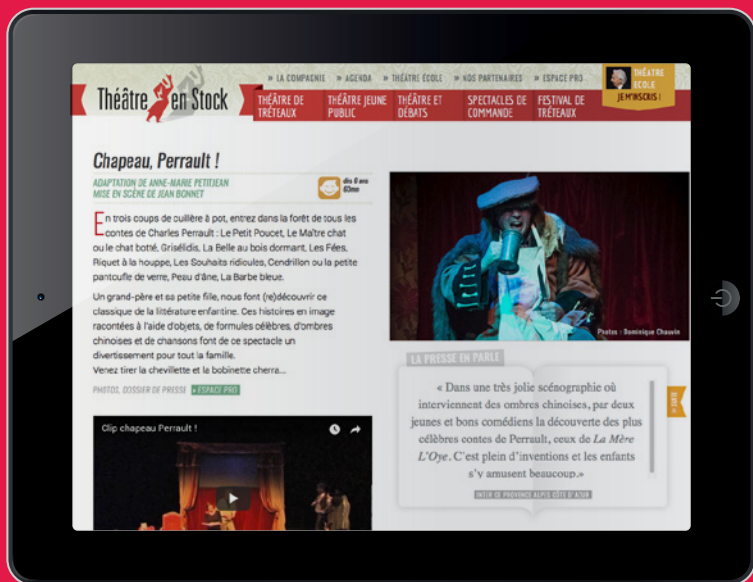 » LA COMPAGNIE » AGENDA » THÉÂTRE ÉCOLE » NOS PARTENAIRES » ESPACE PRO
THÉÂTRE
ECOLE
JE M'INSCRIS !
Théâtre en Stock
THÉÂTRE DE
TRÉTEAUX
THÉÂTRE JEUNE
PUBLIC
THÉÂTRE ET
DÉBATS
SPECTACLES DE
COMMANDE
FESTIVAL DE
TRÉTEAUX
Chapeau, Perrault !
ADAPTATION DE ANNE-MARIE PETITJEAN
MISE EN SCÈNE DE JEAN BONNET
dès 6 ans
60mn
En trois coups de cuillère à pot, entrez dans la forêt de tous les
contes de Charles Perrault : Le Petit Poucet, Le Maître chat
ou le chat botté, Grisélidis, La Belle au bois dormant, Les Fées,
Riquet à la houppe, Les Souhaits ridicules, Cendrillon ou la petite
pantoufle de verre, Peau d'âne, La Barbe bleue.
Un grand-père et sa petite fille, nous font (re)découvrir ce
classique de la littérature enfantine. Ces histoires en image
racontées à l'aide d'objets, de formules célèbres, d'ombres
chinoises et de chansons font de ce spectacle un
divertissement pour tout la famille.
Venez tirer la chevillette et la bobinette cherra...
PHOTOS, DOSSIER DE PRESSE » ESPACE PRO
Clip chapeau Perrault !
Photos : Dominique Chauvin
LA PRESSE EN PARLE
« Dans une très jolie scénographie où
interviennent des ombres chinoises, par deux
jeunes et bons comédiens la découverte des plus
célèbres contes de Perrault, ceux de La Mère
L'Oye. C'est plein d'inventions et les enfants
s'y amusent beaucoup.»
INTER CE PROVENCE ALPES CÔTE D'AZUR